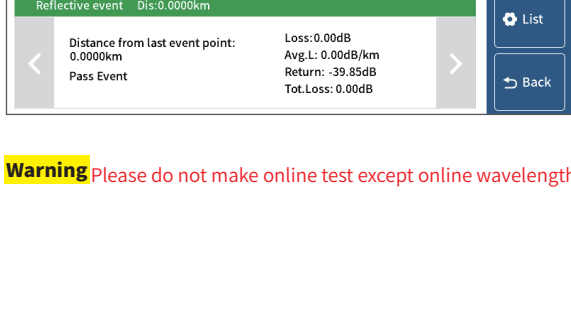 Reflective event Dis:0.0000km
List
Distance from last event point:
0.0000km
Pass Event
Loss:0.00dB
Avg.L: 0.00dB/km
Return: -39.85dB
Tot.Loss: 0.00dB
Back
Warning Please do not make online test except online wavelength